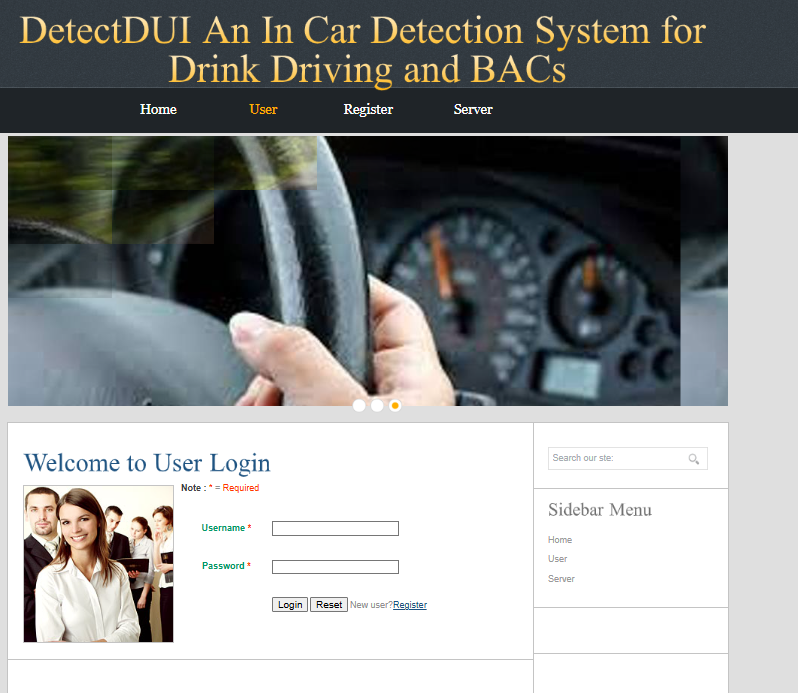 DetectDUI An In Car Detection System for
Drink Driving and BACs
Home User Register Server
Welcome to User Login
Note : * = Required
Username *
Password *
Login Reset New user?Register
Search our ste:
Sidebar Menu
Home
User
Server